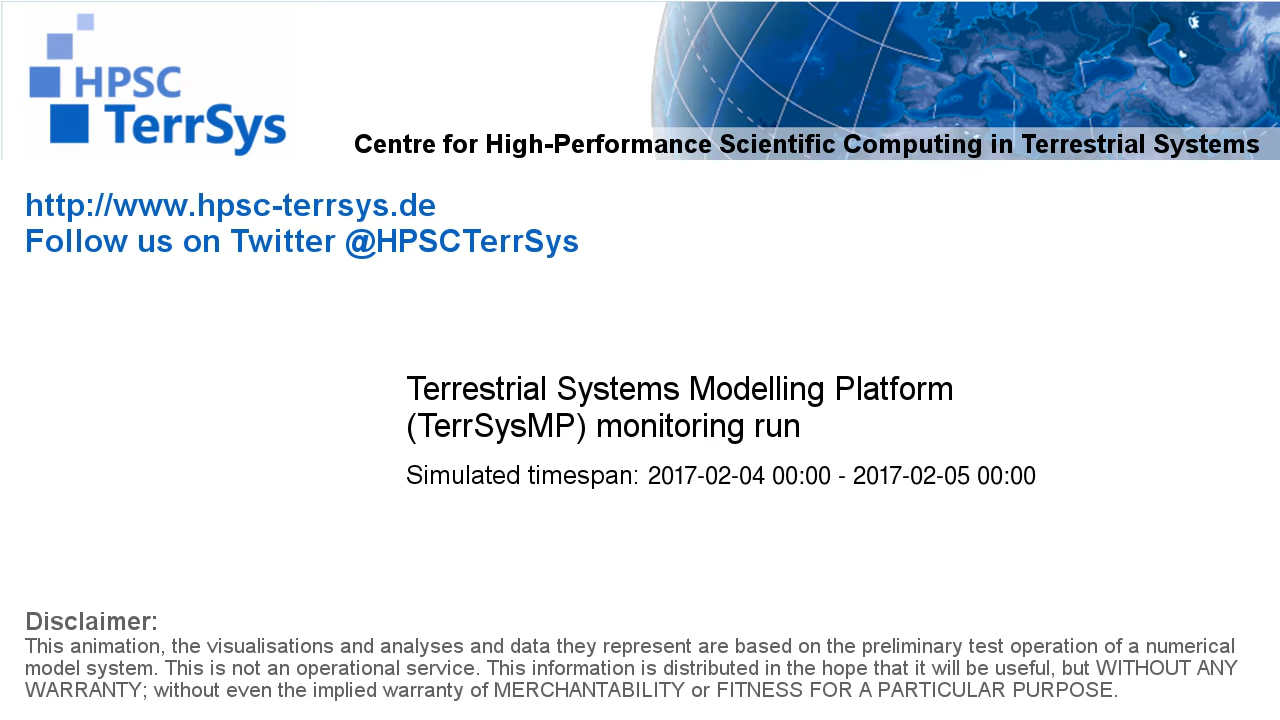 HPSC
TerrSys
Centre for High-Performance Scientific Computing in Terrestrial Systems
http://www.hpsc-terrsys.de
Follow us on Twitter @HPSCTerrSys
Terrestrial Systems Modelling Platform
(TerrSysMP) monitoring run
Simulated timespan: 2017-02-04 00:00 - 2017-02-05 00:00
Disclaimer:
This animation, the visualisations and analyses and data they represent are based on the preliminary test operation of a numerical
model system. This is not an operational service. This information is distributed in the hope that it will be useful, but WITHOUT ANY
WARRANTY; without even the implied warranty of MERCHANTABILITY or FITNESS FOR A PARTICULAR PURPOSE.